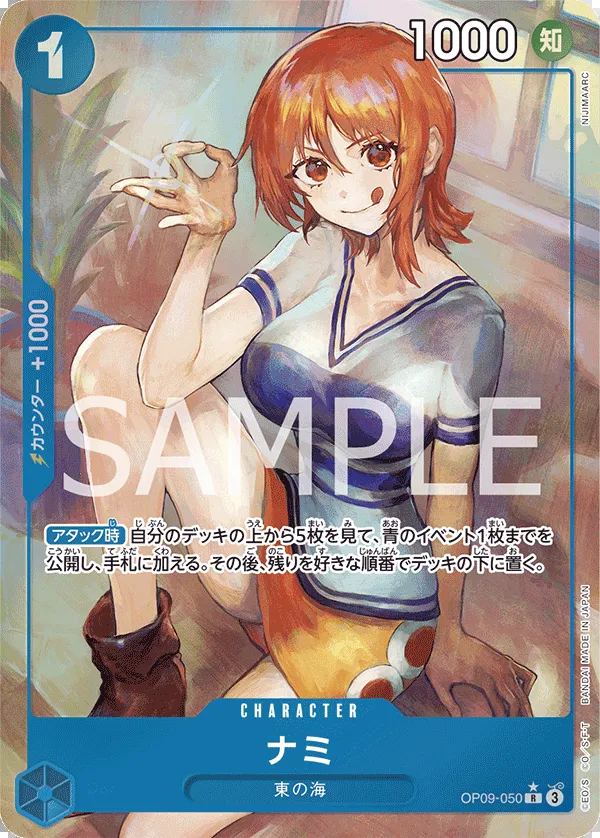 1
1000 知
NIJIMAARC
カウンター +1000
SAMPLE
アタック時 自分のデッキの上から5枚を見て、青のイベント1枚までを
公開し、手札に加える。その後、残りを好きな順番でデッキの下に置く。
©EO/S ©O/S・F・T BANDAI MADE IN JAPAN
CHARACTER
ナミ
東の海
OP09-050 R 3